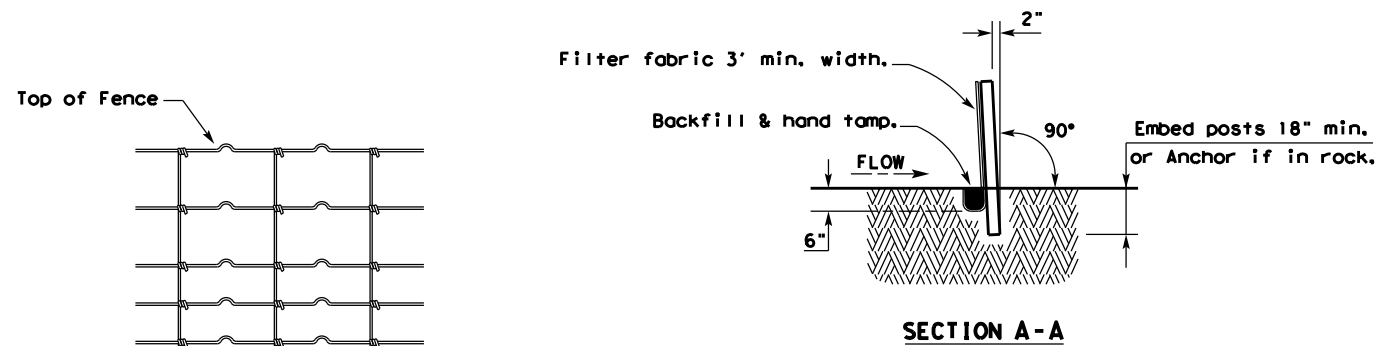 Top of Fence
2"
Filter fabric 3' min. width.
Backfill & hand tamp.
90°
Embed posts 18" min.
or Anchor if in rock.
FLOW
6"
SECTION A-A